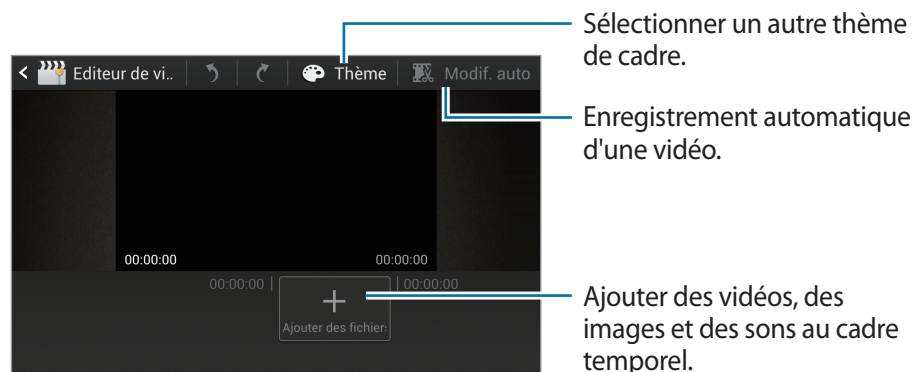 Sélectionner un autre thème
de cadre.
< Editeur de vi.. Thème Modif. auto
Enregistrement automatique
d'une vidéo.
00:00:00 00:00:00
00:00:00 00:00:00
Ajouter des fichier
Ajouter des vidéos, des
images et des sons au cadre
temporel.